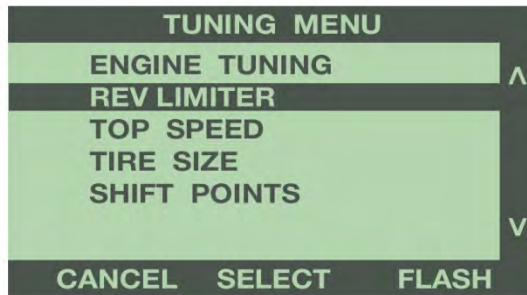 TUNING MENU
ENGINE TUNING
REV LIMITER
TOP SPEED
TIRE SIZE
SHIFT POINTS
CANCEL SELECT FLASH